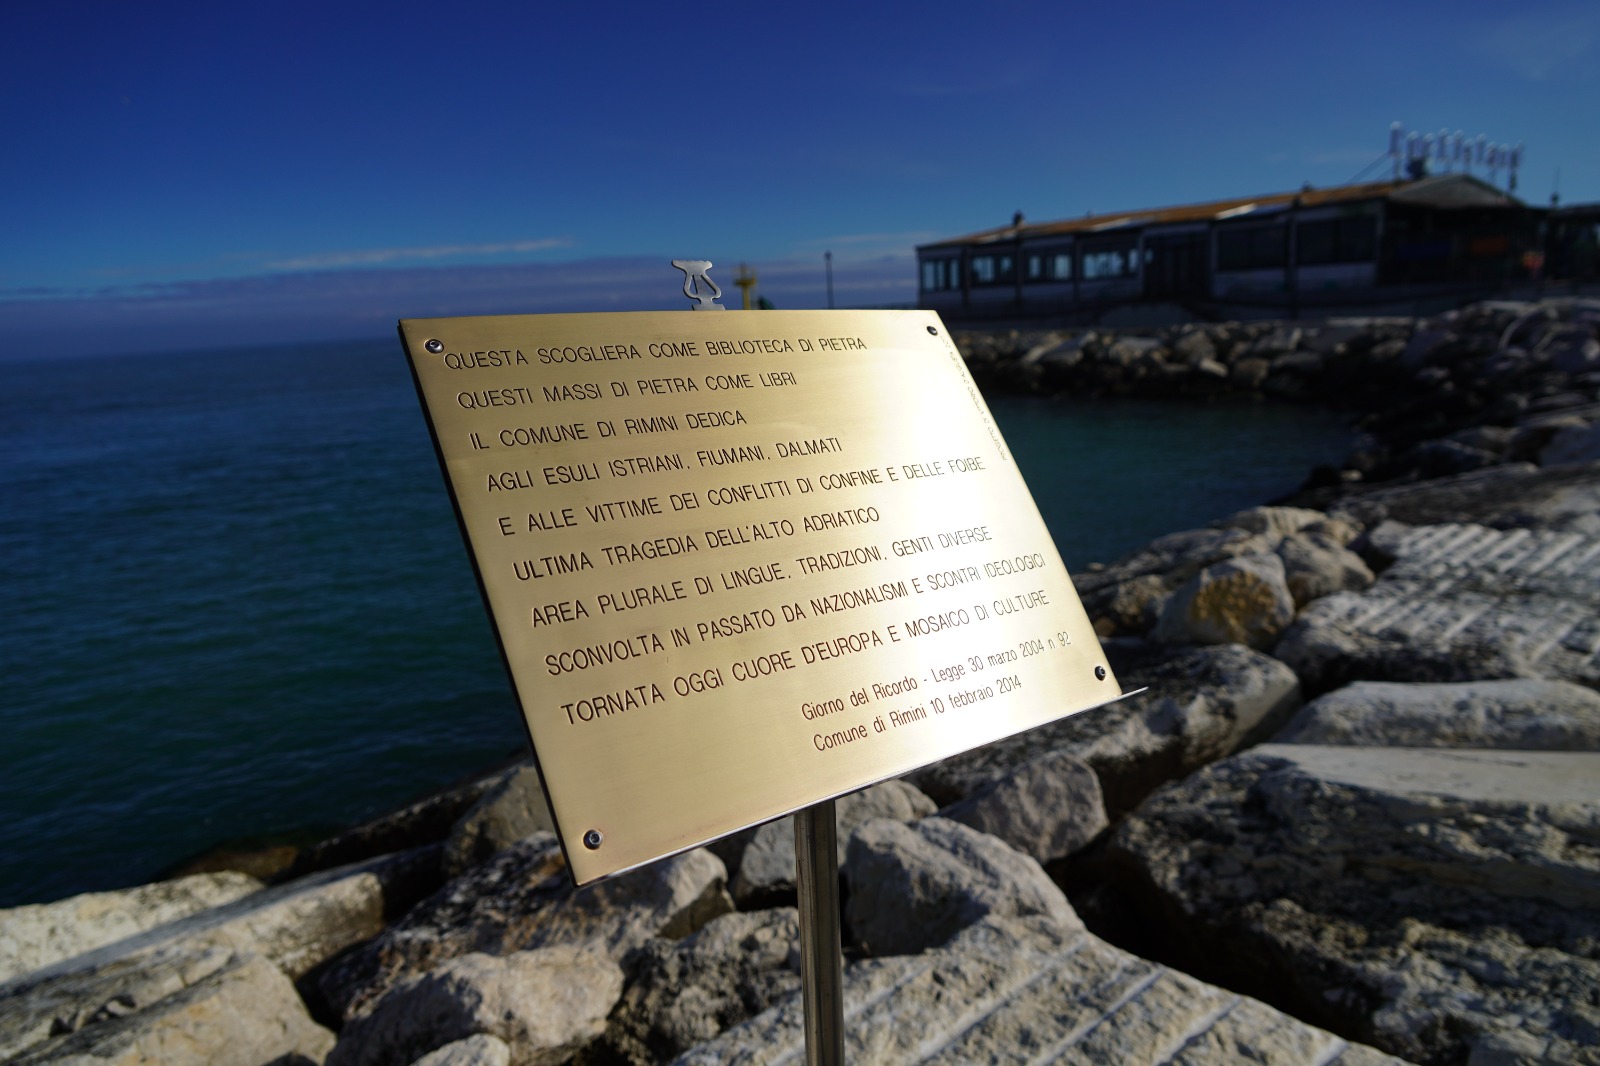 QUESTA SCOGLIERA COME BIBLIOTECA DI PIETRA
QUESTI MASSI DI PIETRA COME LIBRI
IL COMUNE DI RIMINI DEDICA
AGLI ESULI ISTRIANI, FIUMANI, DALMATI
E ALLE VITTIME DEI CONFLITTI DI CONFINE E DELLE FOIBE
ULTIMA TRAGEDIA DELL'ALTO ADRIATICO
AREA PLURALE DI LINGUE, TRADIZIONI, GENTI DIVERSE
SCONVOLTA IN PASSATO DA NAZIONALISMI E SCONTRI IDEOLOGICI
TORNATA OGGI CUORE D'EUROPA E MOSAICO DI CULTURE
Giorno del Ricordo - Legge 30 marzo 2004 n 92
Comune di Rimini 10 febbraio 2014